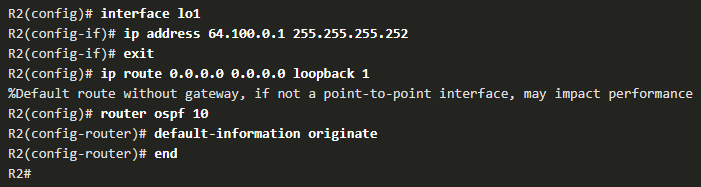 R2(config)# interface lo1
R2(config-if)# ip address 64.100.0.1 255.255.255.252
R2(config-if)# exit
R2(config)# ip route 0.0.0.0 0.0.0.0 loopback 1
%Default route without gateway, if not a point-to-point interface, may impact performance
R2(config)# router ospf 10
R2(config-router)# default-information originate
R2(config-router)# end
R2#